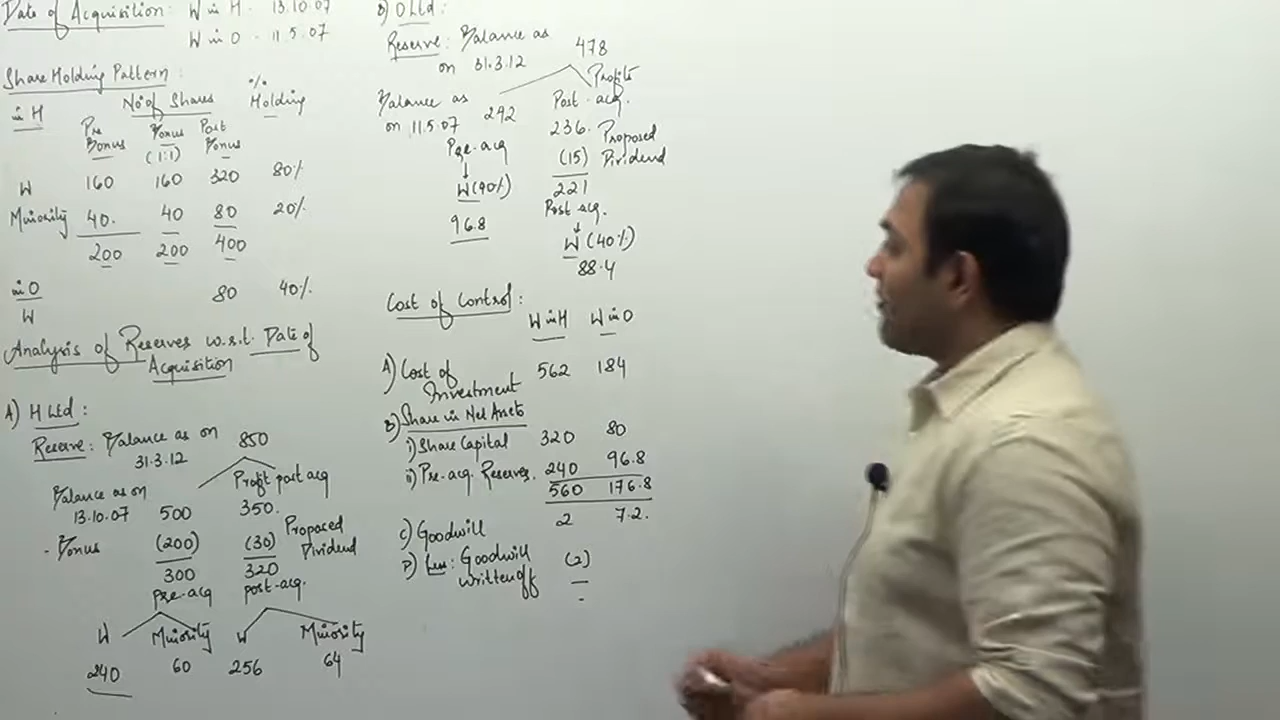 Date of Acquisition: W in H - 13.10.07
W in O - 11.5.07
Share Holding Pattern:
in H
No of Shares
% Holding
Pre Bonus
Bonus (1:1)
Post Bonus
W 160 160 320 80%
Minority 40. 40 80 20%
200 200 400
in O
W 80 40%
Analysis of Reserves w.r.t. Date of
Acquisition
A) H Ltd:
Reserve: Balance as on
31.3.12
850
Balance as on
13.10.07
500
Profit post acq
350.
- Bonus (200)
(30) Proposed
Dividend
300
pre-acq
320
post-acq.
W Minority W Minority
240 60 256 64
B) O Ltd:
Reserve: Balance as
on 31.3.12
478
Balance as
on 11.5.07
242
Profits
Post-acq.
236.
Pre-acq
(15) Proposed
Dividend
221
W (40%)
96.8
Post acq.
W (40%)
88.4
Cost of Control:
W in H W in O
A) Cost of
Investment
562 184
B) Share in Net Assets
i) Share Capital 320 80
ii) Pre-acq. Reserves. 240 96.8
560 176.8
C) Goodwill 2 7.2.
D) Less: Goodwill
written off
(2)
-